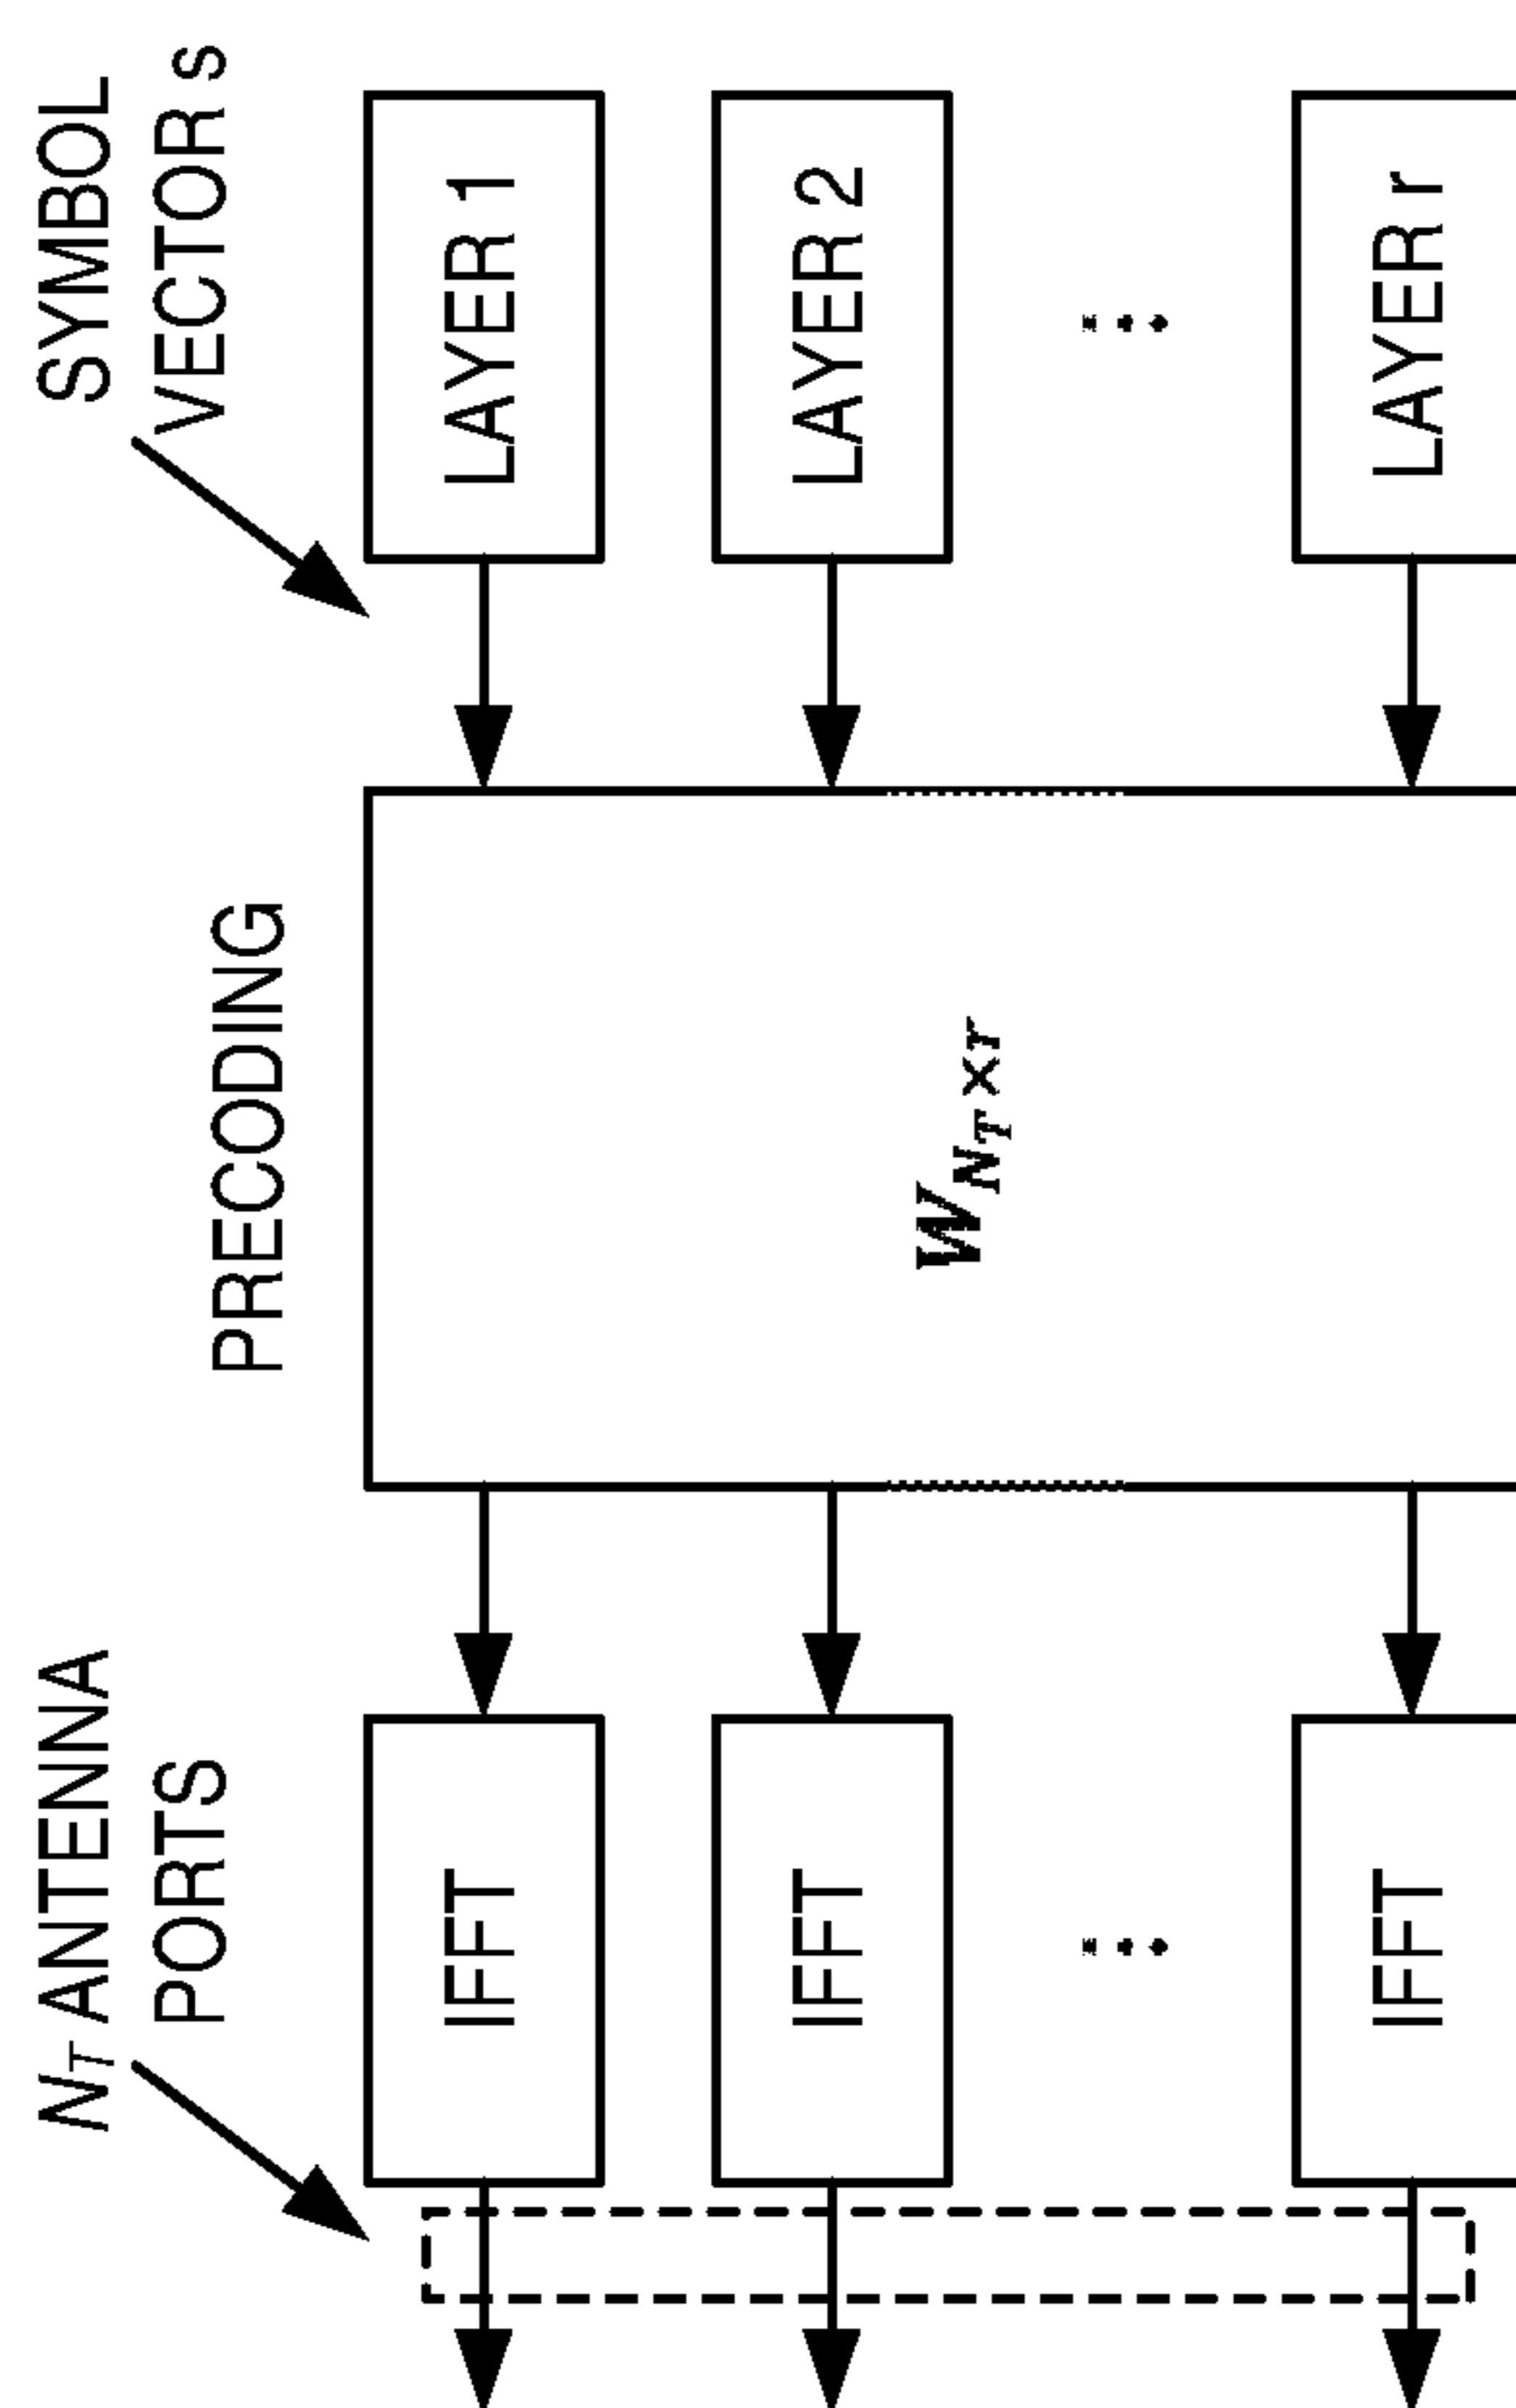 SYMBOL
VECTOR s
LAYER 1
LAYER 2
LAYER r
PRECODING
W_{N_T×r}
N_T ANTENNA
PORTS
IFFT
IFFT
IFFT